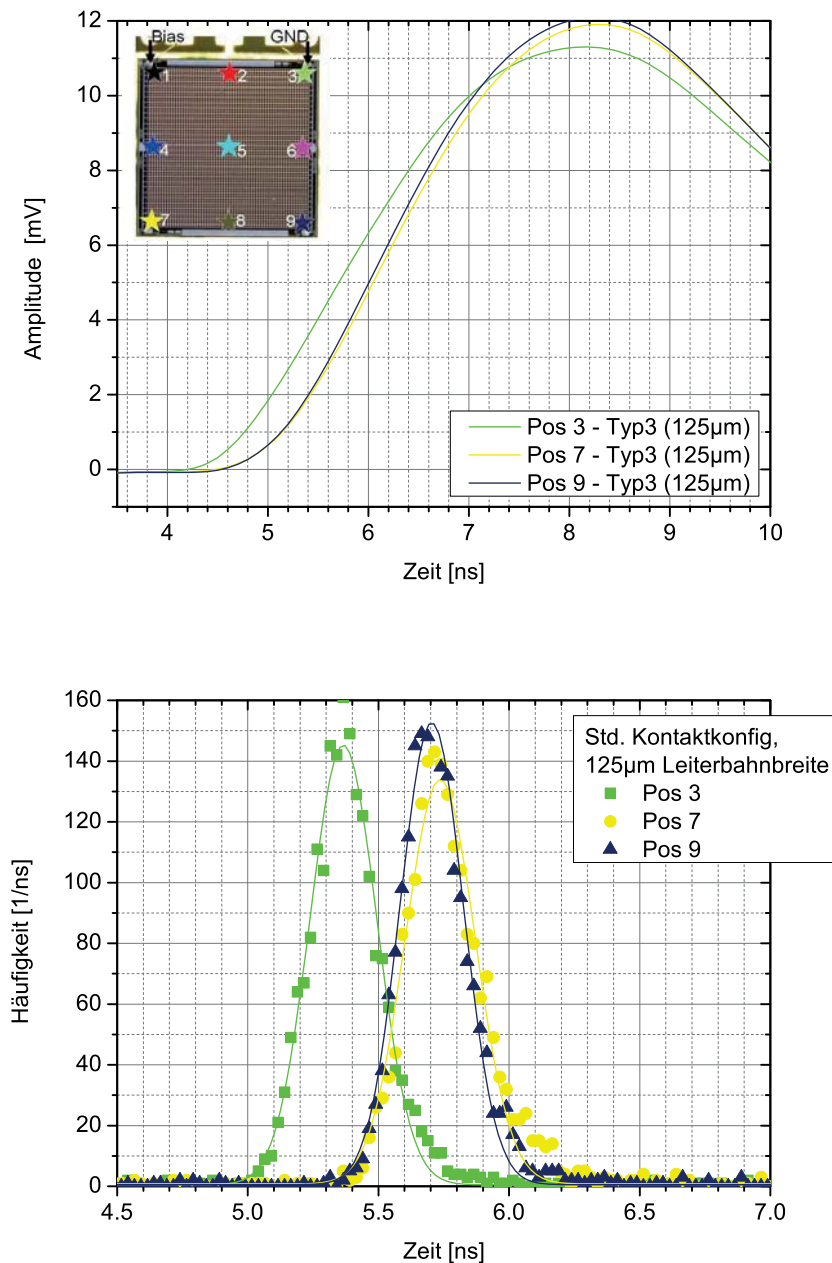 12
10
8
6
4
2
0
Amplitude [mV]
Bias
GND
1
2
3
4
5
6
7
8
9
Pos 3 - Typ3 (125µm)
Pos 7 - Typ3 (125µm)
Pos 9 - Typ3 (125µm)
4
5
6
7
8
9
10
Zeit [ns]
160
140
120
100
80
60
40
20
0
Häufigkeit [1/ns]
Std. Kontaktkonfig,
125µm Leiterbahnbreite
Pos 3
Pos 7
Pos 9
4.5
5.0
5.5
6.0
6.5
7.0
Zeit [ns]